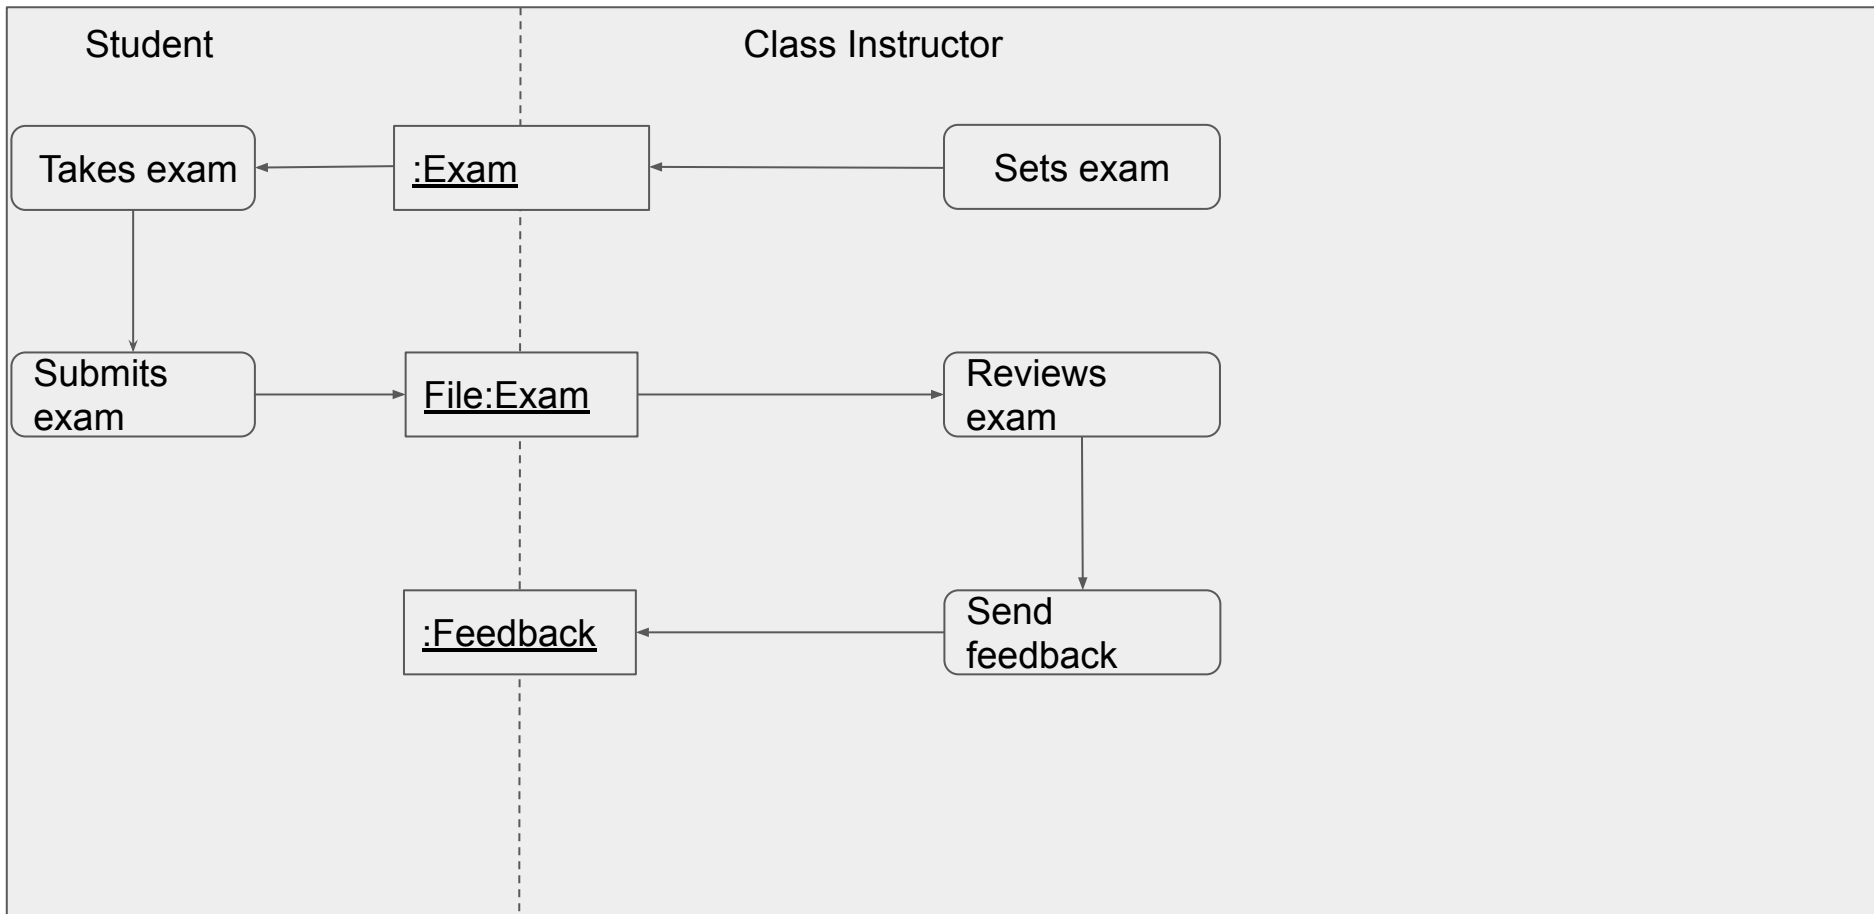 Student
Class Instructor
Takes exam
:Exam
Sets exam
Submits
exam
File:Exam
Reviews
exam
:Feedback
Send
feedback